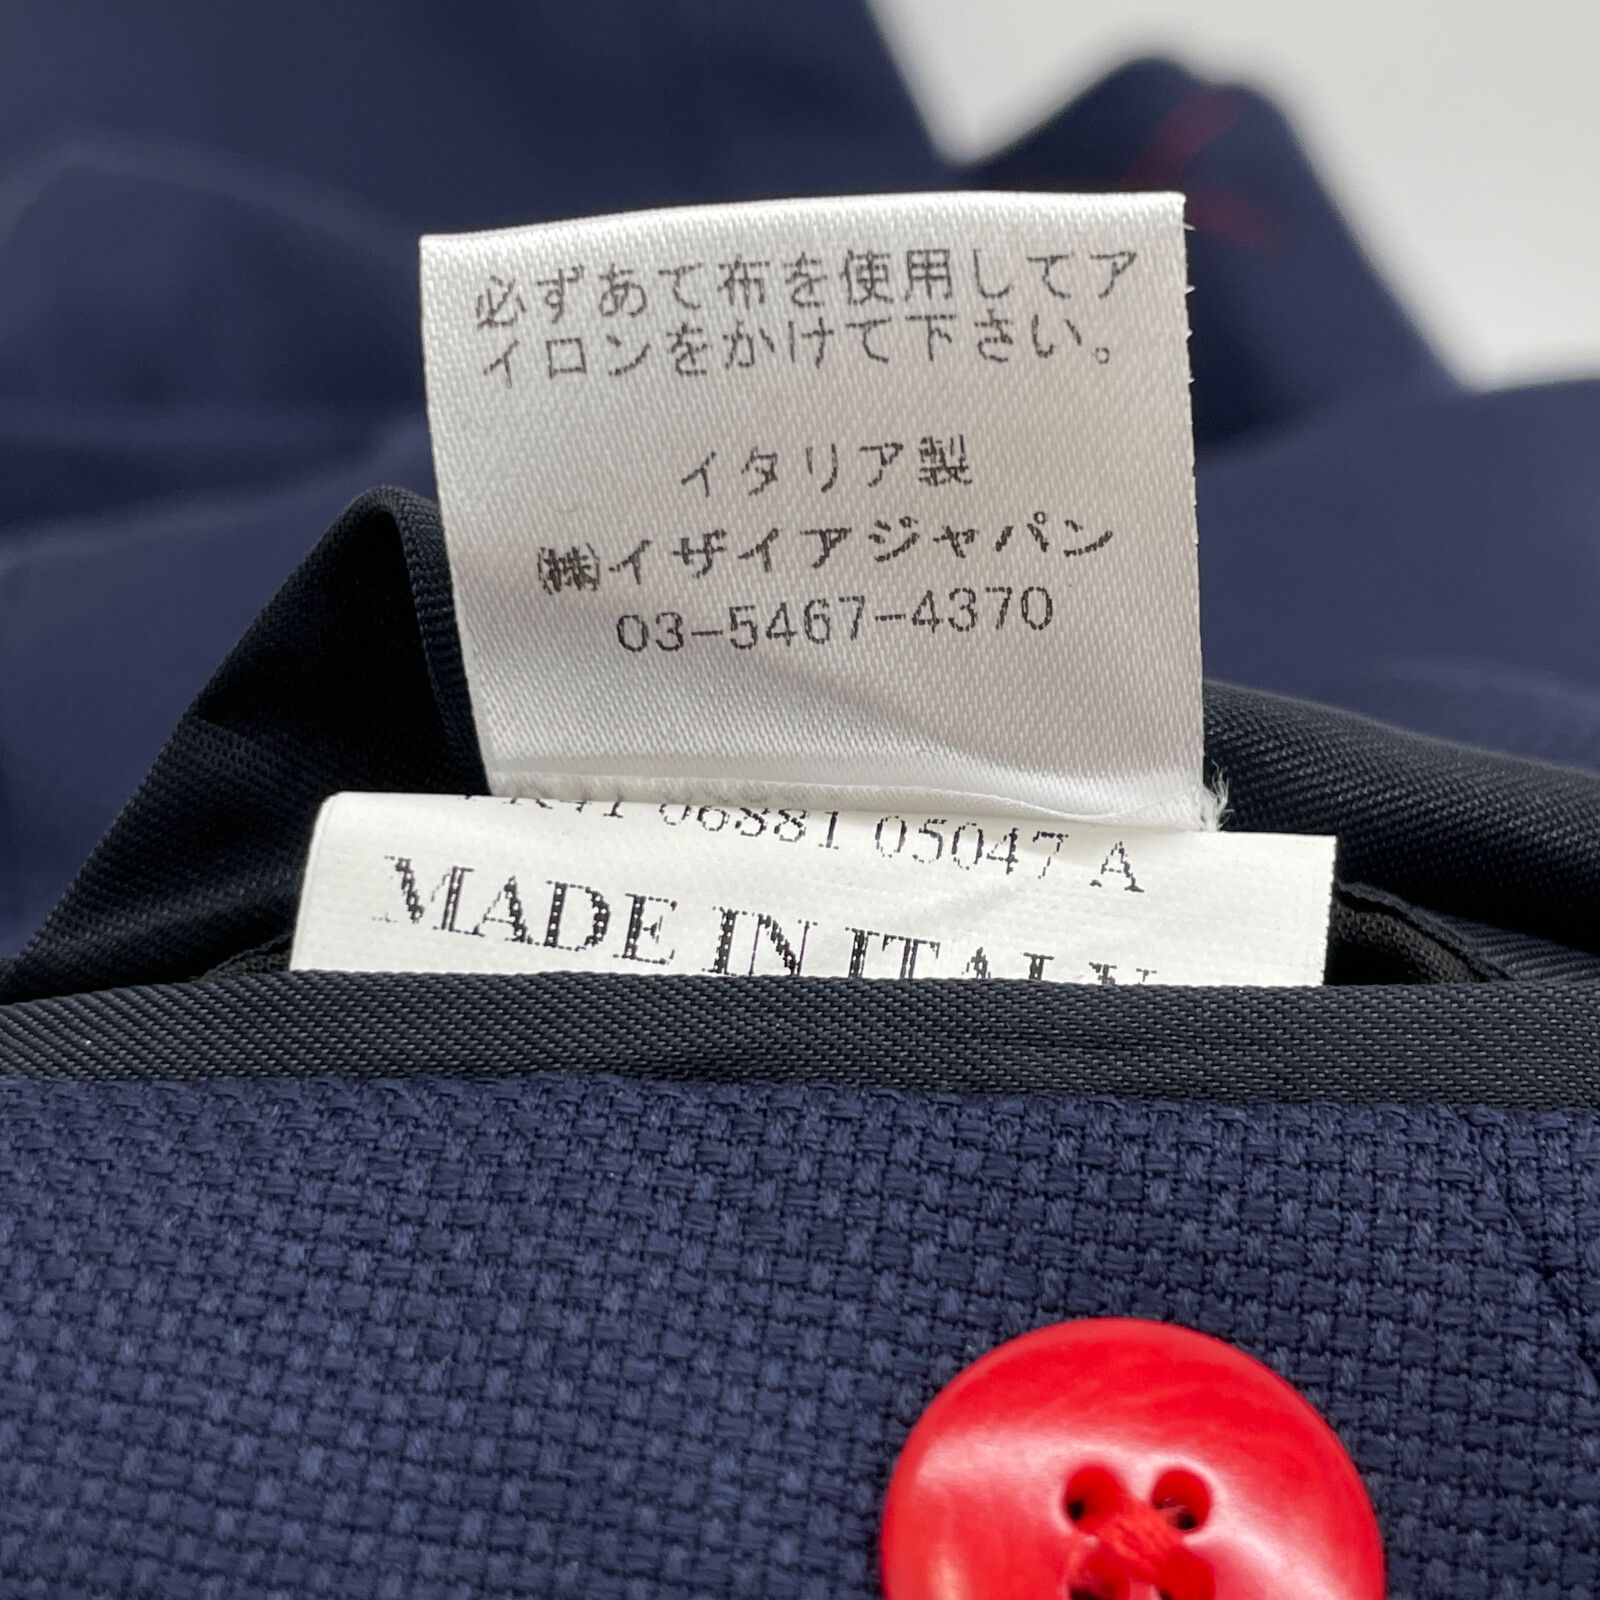 必ずあて布を使用してア
イロンをかけて下さい。
イタリア製
㈱イザイアジャパン
03-5467-4370
06881 05047 A
MADE IN ITALY